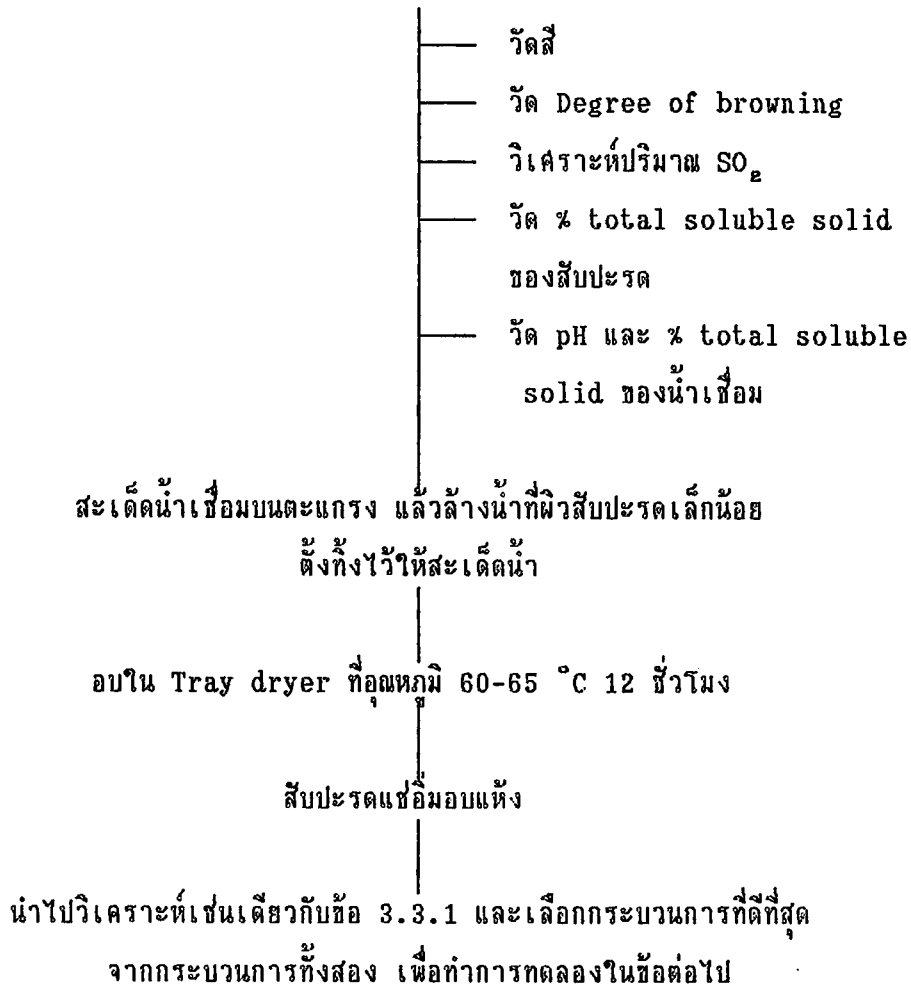 วัดสี
วัด Degree of browning
วิเคราะห์ปริมาณ SO₂
วัด % total soluble solid
ของสับปะรด
วัด pH และ % total soluble
solid ของน้ำเชื่อม
สะเด็ดน้ำเชื่อมบนตะแกรง แล้วล้างน้ำที่ผิวสับปะรดเล็กน้อย
ตั้งทิ้งไว้ให้สะเด็ดน้ำ
อบใน Tray dryer ที่อุณหภูมิ 60-65 °C 12 ชั่วโมง
สับปะรดแช่อิ่มอบแห้ง
นำไปวิเคราะห์เช่นเดียวกับข้อ 3.3.1 และเลือกกระบวนการที่ดีที่สุด
จากกระบวนการทั้งสอง เพื่อทำการทดลองในข้อต่อไป